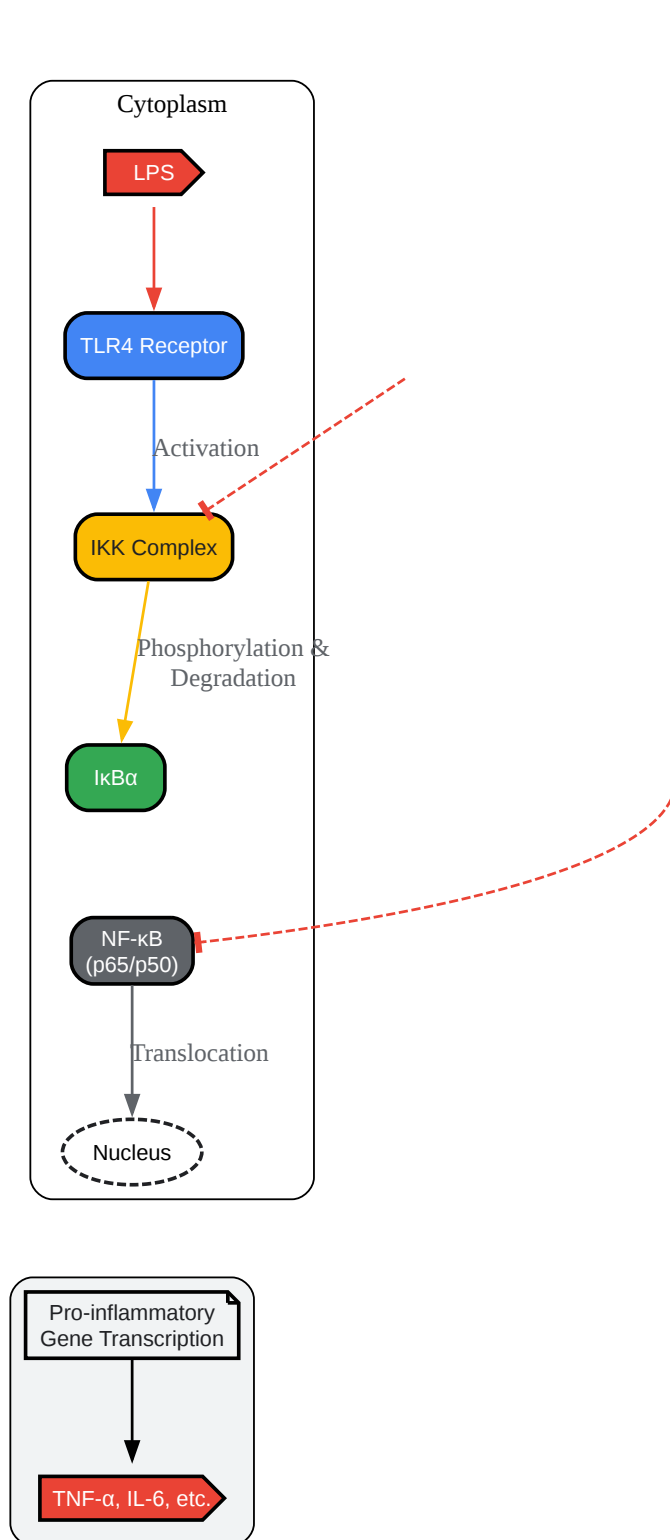 Cytoplasm
LPS
TLR4 Receptor
Activation
IKK Complex
Phosphorylation &
Degradation
IκBα
NF-κB
(p65/p50)
Translocation
Nucleus
Pro-inflammatory
Gene Transcription
TNF-α, IL-6, etc.